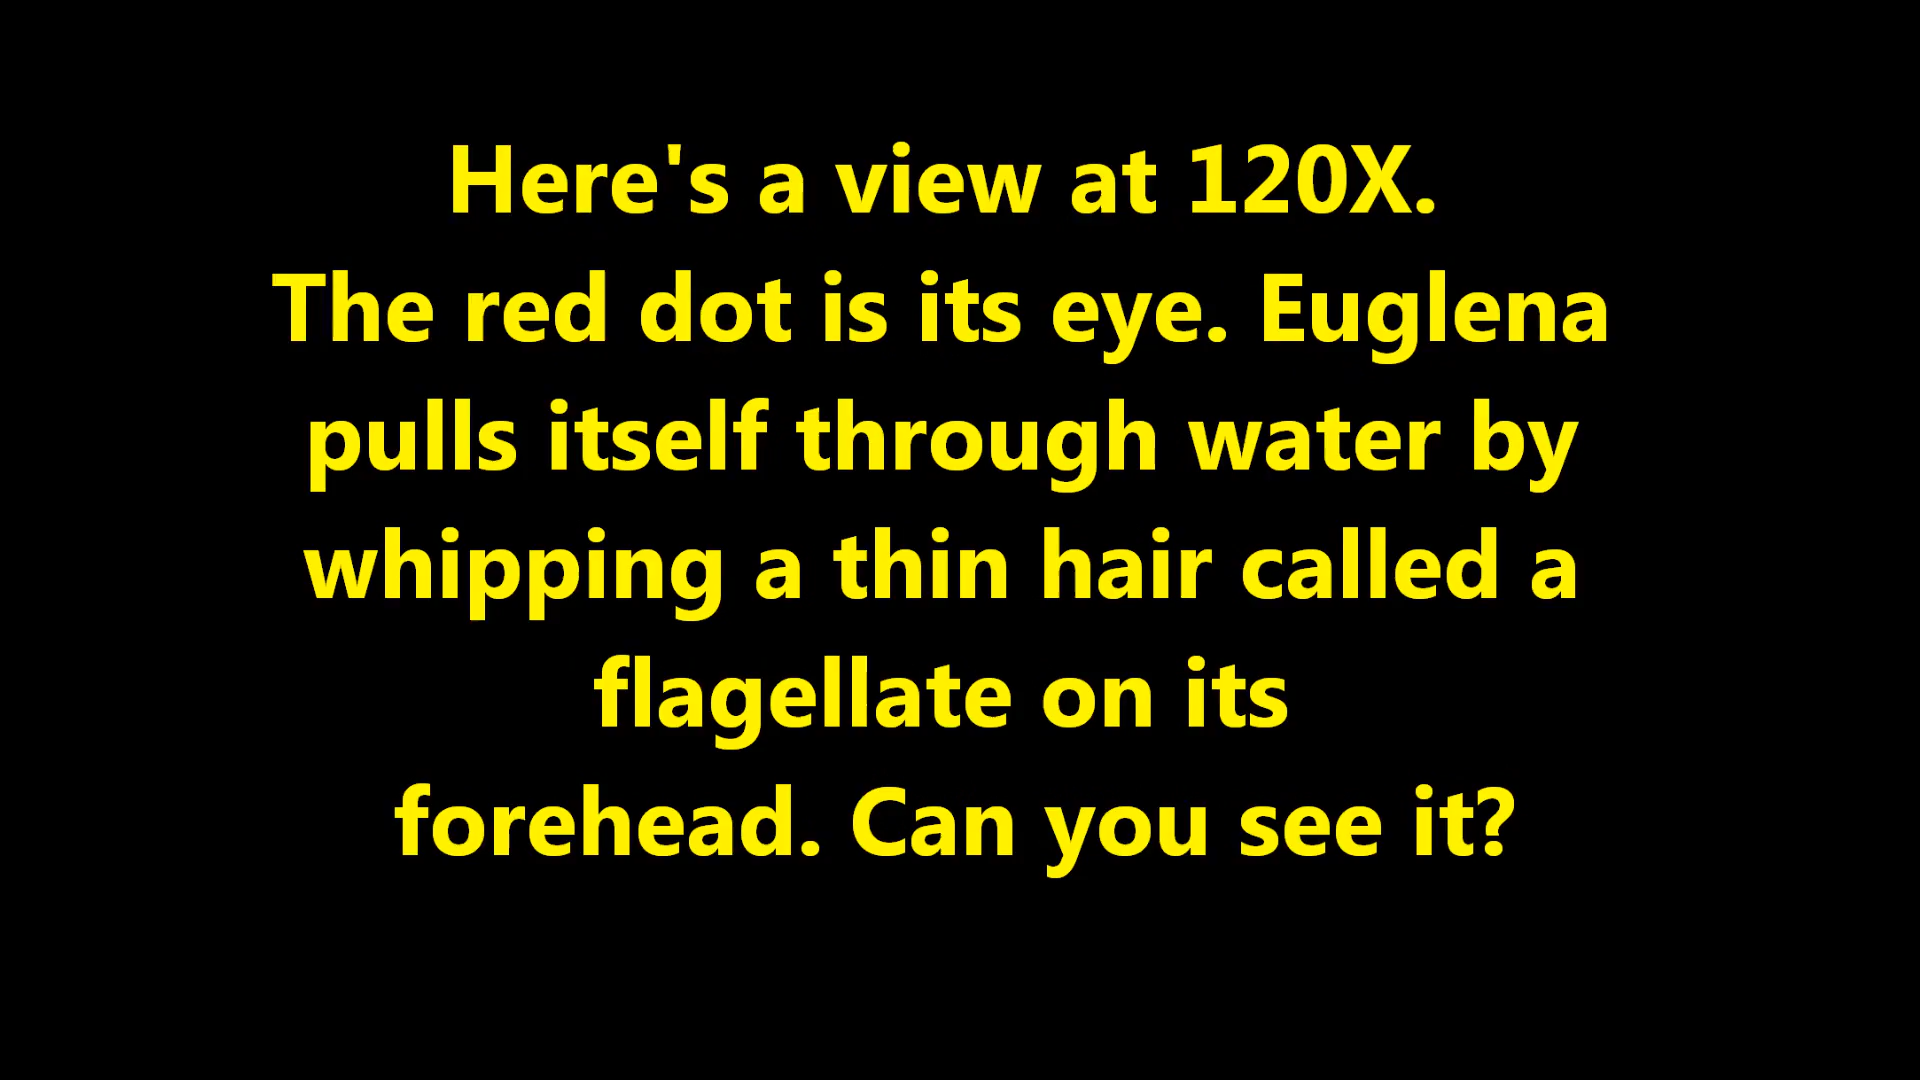 Here's a view at 120X.
The red dot is its eye. Euglena
pulls itself through water by
whipping a thin hair called a
flagellate on its
forehead. Can you see it?